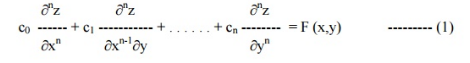 ∂ⁿz ∂ⁿz ∂ⁿz
c₀ ------ + c₁ ----------- + . . . . . . + cₙ -------- = F (x,y) --------- (1)
∂xⁿ ∂xⁿ⁻¹∂y ∂yⁿ